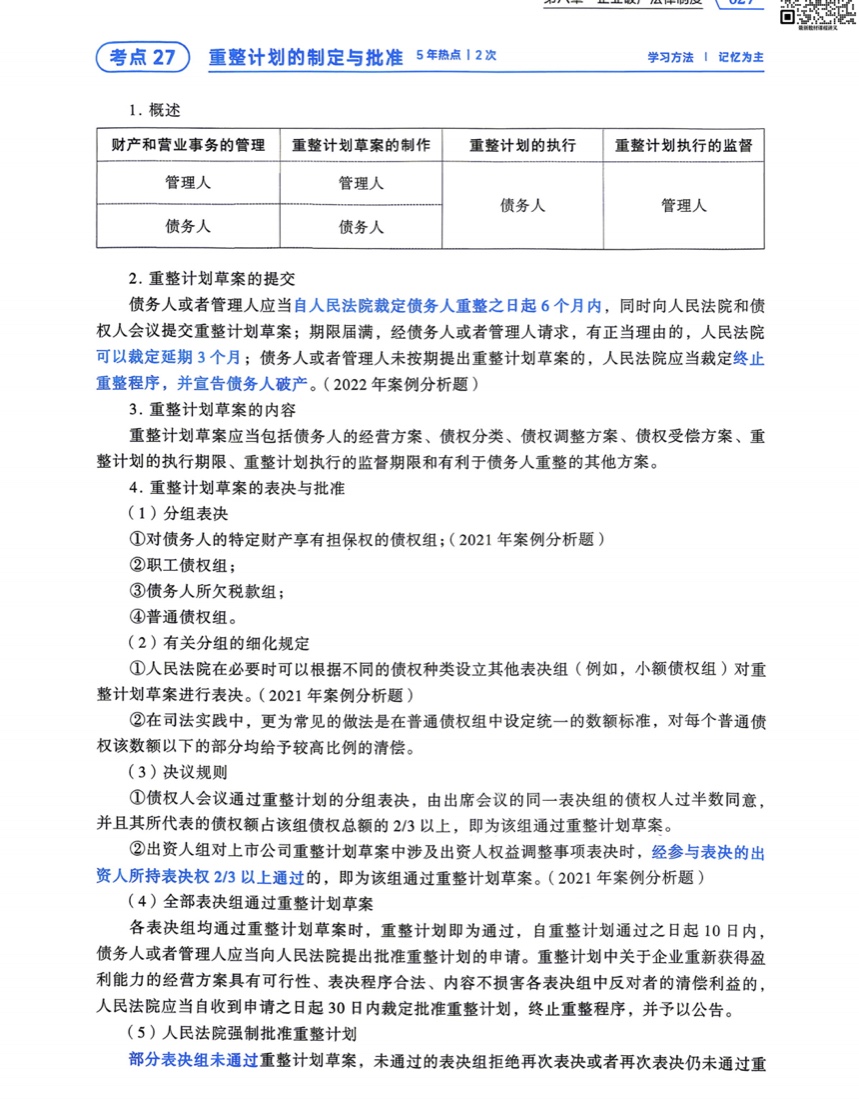 第六章 企业破产法律制度 627
考点 27 重整计划的制定与批准 5年热点 | 2次 学习方法 | 记忆为主
1. 概述
财产和营业事务的管理 重整计划草案的制作 重整计划的执行 重整计划执行的监督
管理人 管理人 债务人 管理人
债务人 债务人
2. 重整计划草案的提交
债务人或者管理人应当自人民法院裁定债务人重整之日起 6 个月内，同时向人民法院和债
权人会议提交重整计划草案；期限届满，经债务人或者管理人请求，有正当理由的，人民法院
可以裁定延期 3 个月；债务人或者管理人未按期提出重整计划草案的，人民法院应当裁定终止
重整程序，并宣告债务人破产。（2022 年案例分析题）
3. 重整计划草案的内容
重整计划草案应当包括债务人的经营方案、债权分类、债权调整方案、债权受偿方案、重
整计划的执行期限、重整计划执行的监督期限和有利于债务人重整的其他方案。
4. 重整计划草案的表决与批准
（1）分组表决
①对债务人的特定财产享有担保权的债权组；（2021 年案例分析题）
②职工债权组；
③债务人所欠税款组；
④普通债权组。
（2）有关分组的细化规定
①人民法院在必要时可以根据不同的债权种类设立其他表决组（例如，小额债权组）对重
整计划草案进行表决。（2021 年案例分析题）
②在司法实践中，更为常见的做法是在普通债权组中设定统一的数额标准，对每个普通债
权该数额以下的部分均给予较高比例的清偿。
（3）决议规则
①债权人会议通过重整计划的分组表决，由出席会议的同一表决组的债权人过半数同意，
并且其所代表的债权额占该组债权总额的 2/3 以上，即为该组通过重整计划草案。
②出资人组对上市公司重整计划草案中涉及出资人权益调整事项表决时，经参与表决的出
资人所持表决权 2/3 以上通过的，即为该组通过重整计划草案。（2021 年案例分析题）
（4）全部表决组通过重整计划草案
各表决组均通过重整计划草案时，重整计划即为通过，自重整计划通过之日起 10 日内，
债务人或者管理人应当向人民法院提出批准重整计划的申请。重整计划中关于企业重新获得盈
利能力的经营方案具有可行性、表决程序合法、内容不损害各表决组中反对者的清偿利益的，
人民法院应当自收到申请之日起 30 日内裁定批准重整计划，终止重整程序，并予以公告。
（5）人民法院强制批准重整计划
部分表决组未通过重整计划草案，未通过的表决组拒绝再次表决或者再次表决仍未通过重